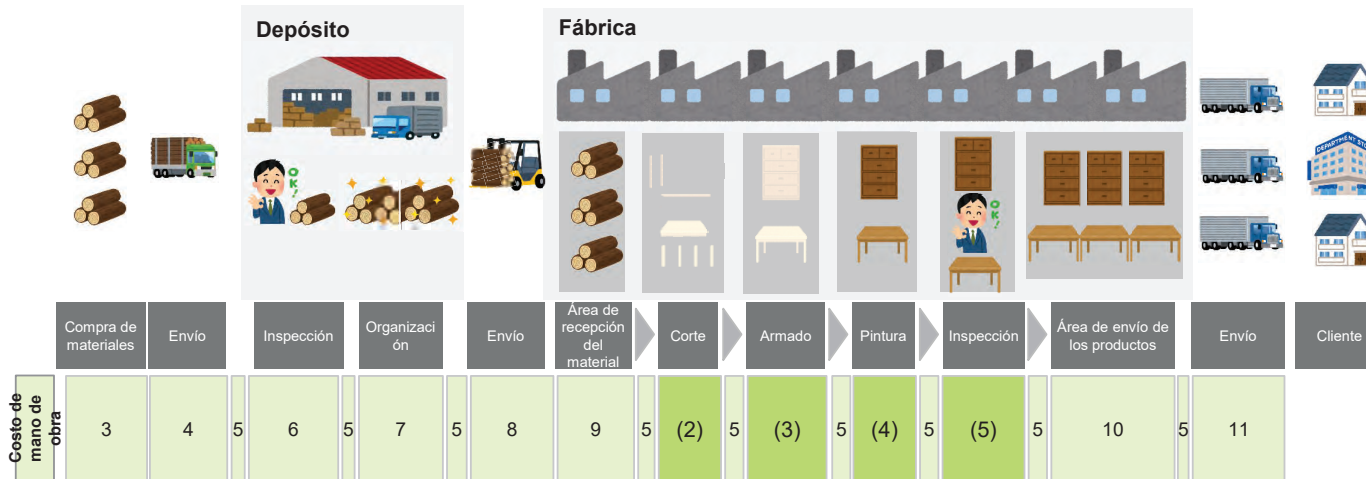 Depósito
Fábrica
OK!
DEPARTMENT STORE
OK!
Compra de
materiales
Envío
Inspección
Organizaci
ón
Envío
Área de
recepción
del
material
Corte
Armado
Pintura
Inspección
Área de envío de
los productos
Envío
Cliente
Costo de
mano de
obra
3
4
5
6
5
7
5
8
9
5
(2)
5
(3)
5
(4)
5
(5)
5
10
5
11